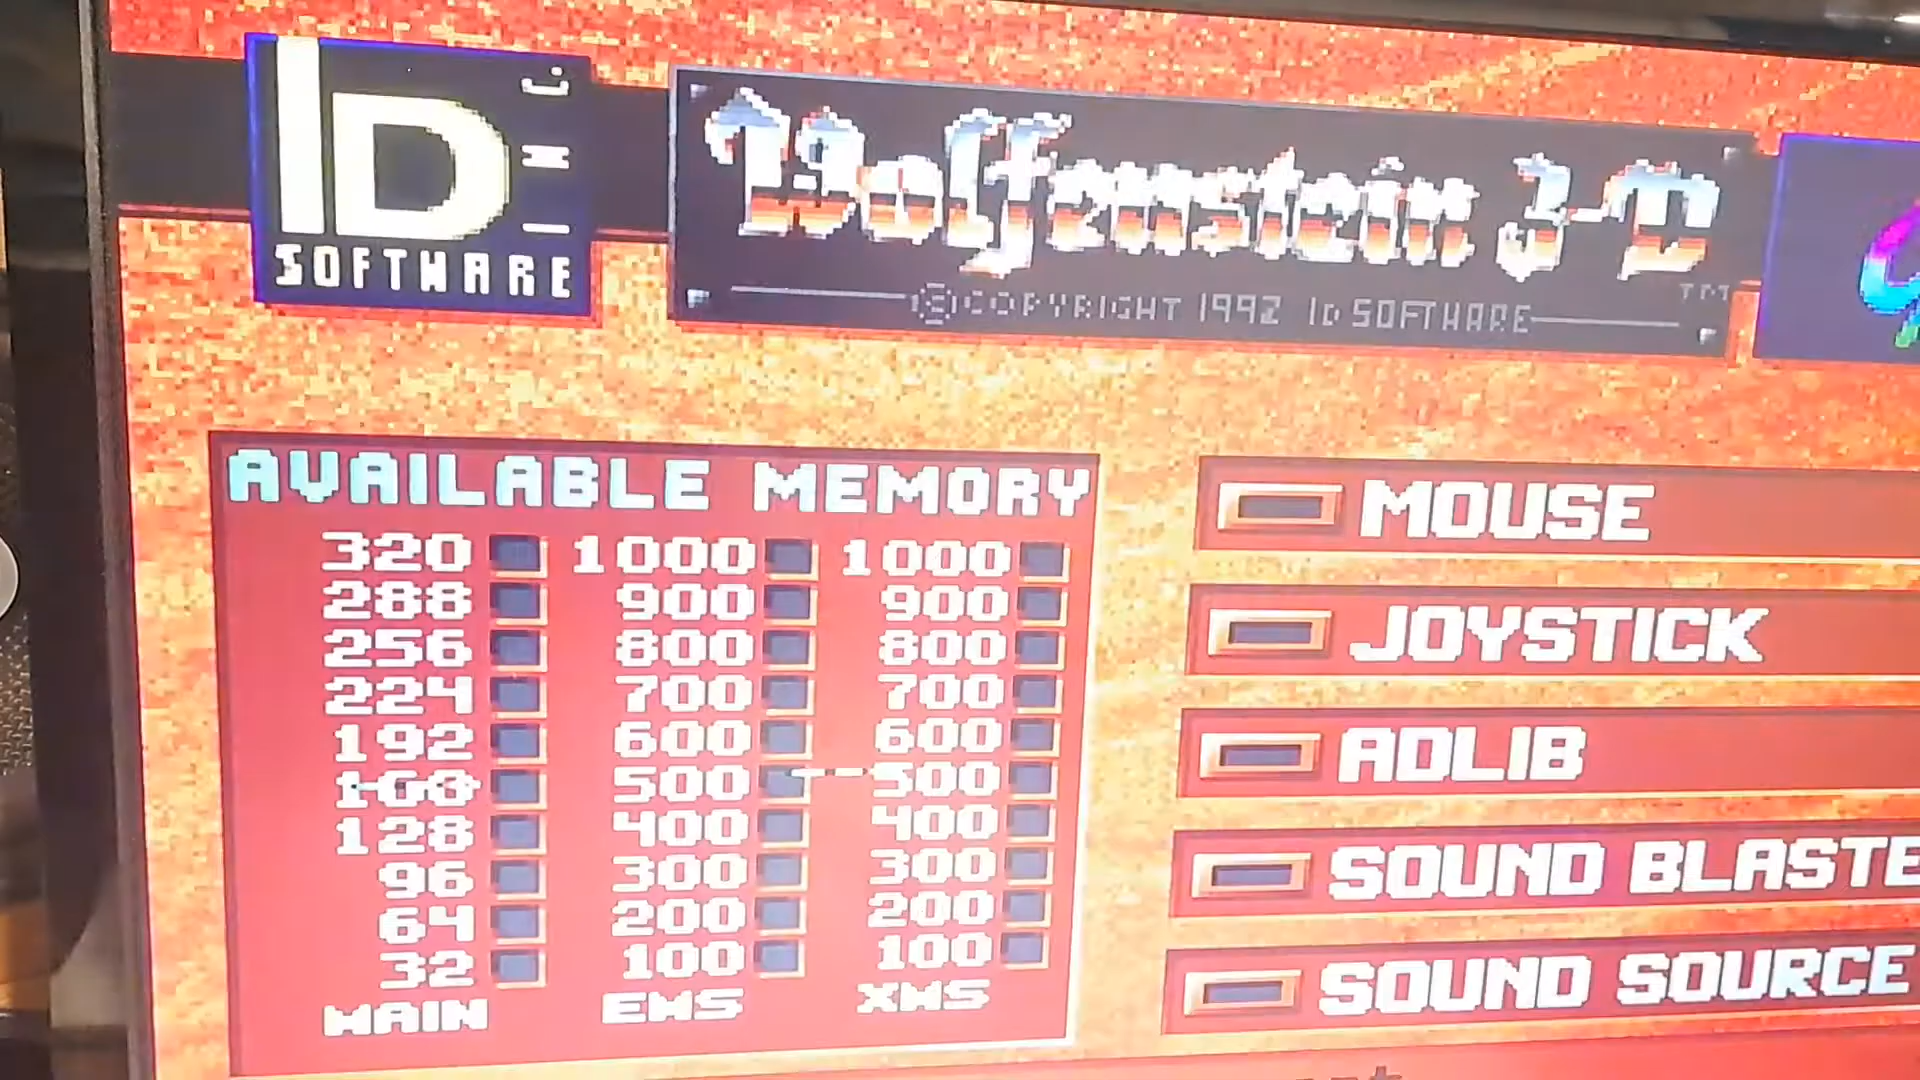 ID
INC
SOFTWARE
Wolfenstein 3-D
TM
© COPYRIGHT 1992 ID SOFTWARE
AVAILABLE MEMORY
320 1000 1000
288 900 900
256 800 800
224 700 700
192 600 600
160 500 500
128 400 400
96 300 300
64 200 200
32 100 100
MAIN EMS XMS
MOUSE
JOYSTICK
ADLIB
SOUND BLASTE
SOUND SOURCE